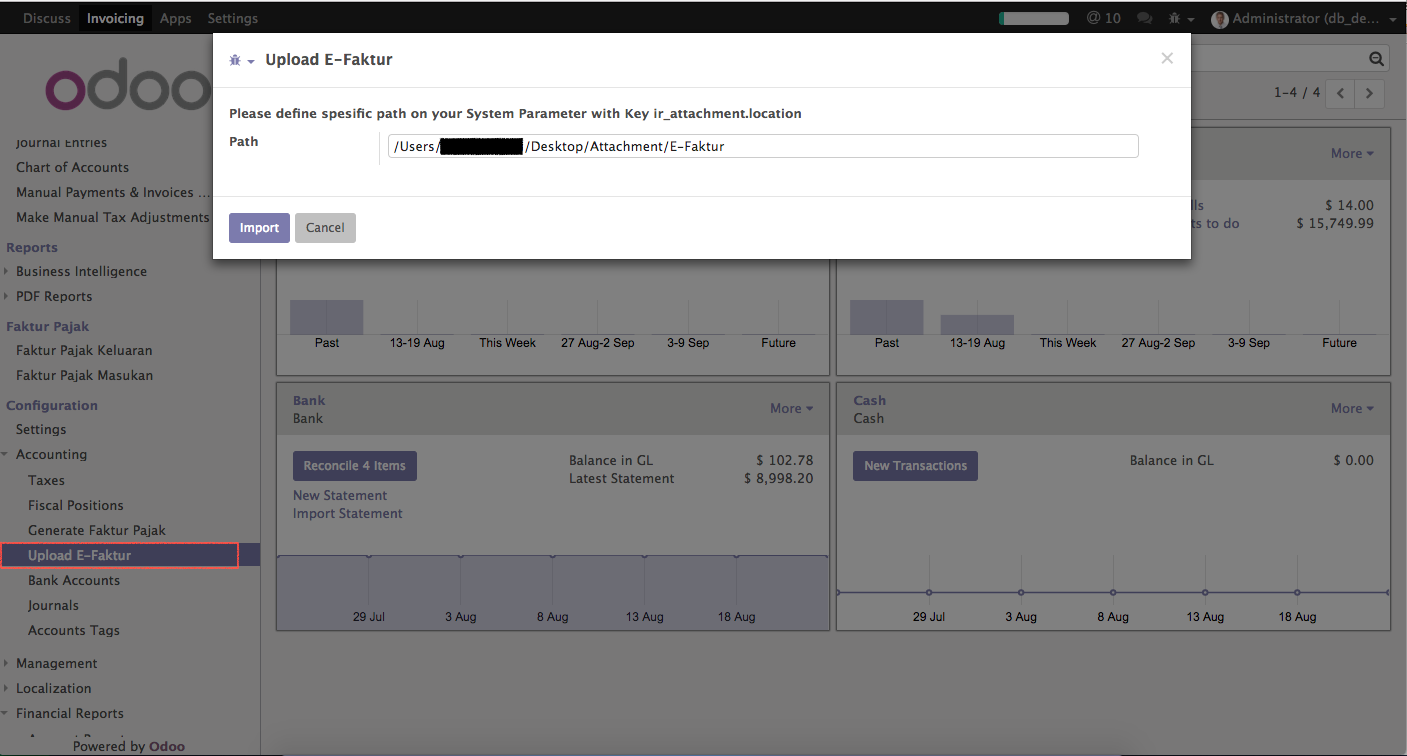 Discuss Invoicing Apps Settings @ 10 Administrator (db_de...
Upload E-Faktur
×
odoo
1-4 / 4
Please define spesific path on your System Parameter with Key ir_attachment.location
Path
/Users/ /Desktop/Attachment/E-Faktur
Import Cancel
Journal Entries
Chart of Accounts
Manual Payments & Invoices ...
Make Manual Tax Adjustments
Reports
Business Intelligence
PDF Reports
Faktur Pajak
Faktur Pajak Keluaran
Faktur Pajak Masukan
Configuration
Settings
Accounting
Taxes
Fiscal Positions
Generate Faktur Pajak
Upload E-Faktur
Bank Accounts
Journals
Accounts Tags
Management
Localization
Financial Reports
Powered by Odoo
Past 13-19 Aug This Week 27 Aug-2 Sep 3-9 Sep Future
More
$ 14.00
ts to do $ 15,749.99
Past 13-19 Aug This Week 27 Aug-2 Sep 3-9 Sep Future
Bank More
Bank
Reconcile 4 Items
New Statement
Import Statement
Balance in GL $ 102.78
Latest Statement $ 8,998.20
29 Jul 3 Aug 8 Aug 13 Aug 18 Aug
Cash More
Cash
New Transactions
Balance in GL $ 0.00
29 Jul 3 Aug 8 Aug 13 Aug 18 Aug